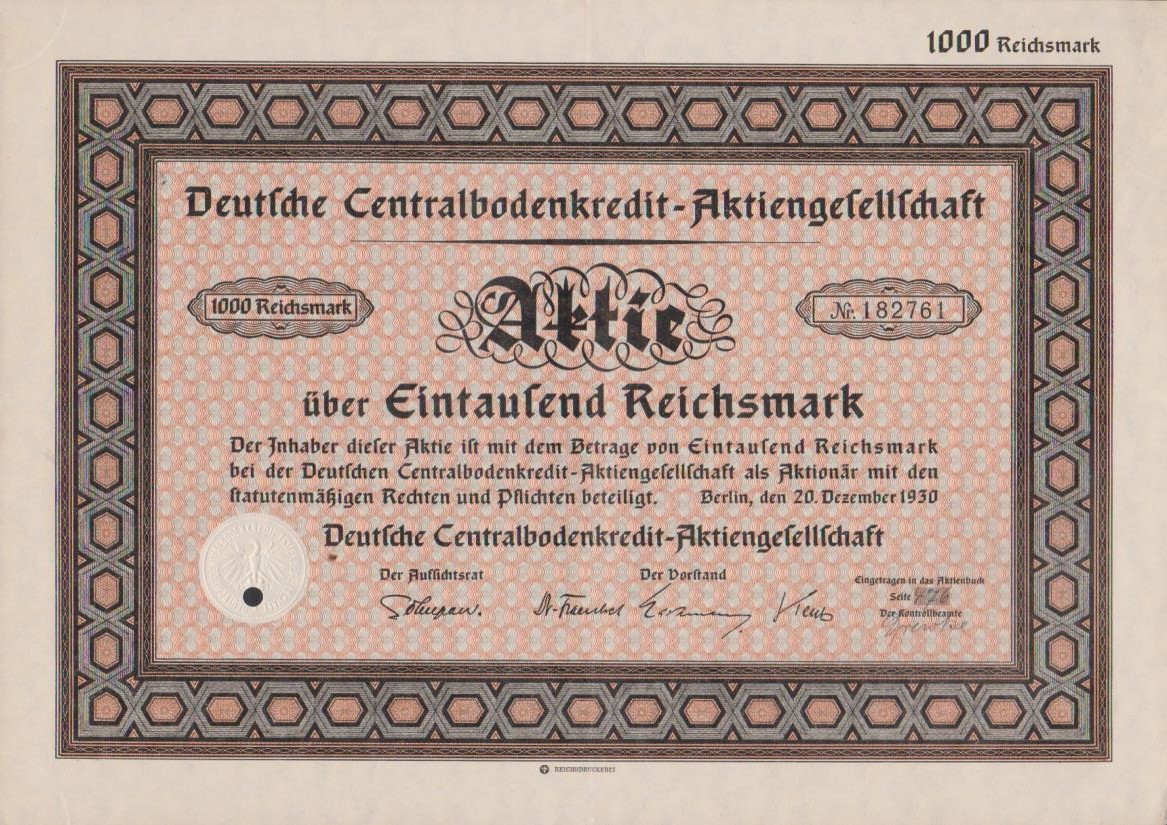 1000 Reichsmark
Deutſche Centralbodenkredit-Aktiengeſellſchaft
1000 Reichsmark
Aktie
Nr. 182761
über Eintauſend Reichsmark
Der Inhaber dieſer Aktie iſt mit dem Betrage von Eintauſend Reichsmark
bei der Deutſchen Centralbodenkredit-Aktiengeſellſchaft als Aktionär mit den
ſtatutenmäßigen Rechten und Pflichten beteiligt. Berlin, den 20. Dezember 1930
Deutſche Centralbodenkredit-Aktiengeſellſchaft
Der Aufſichtsrat
Der Vorſtand
Eingetragen in das Aktienbuch
Seite
Der Kontrollbeamte
REICHSDRUCKEREI